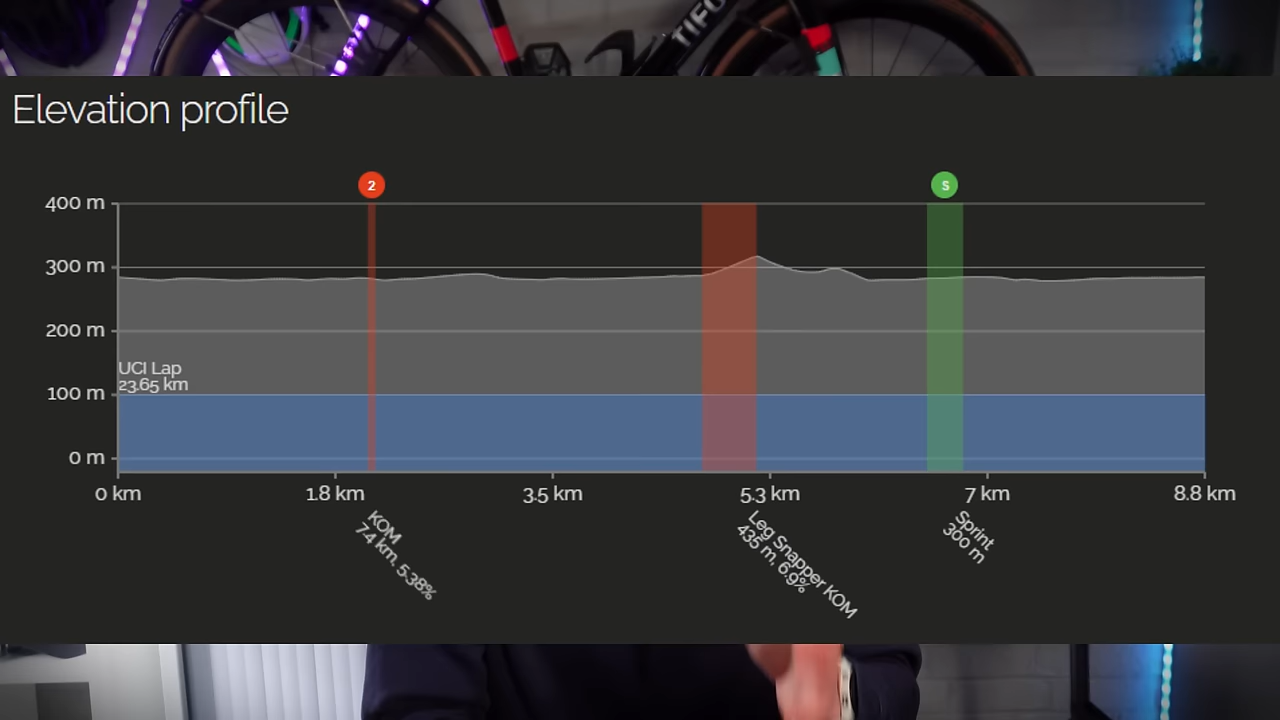 TIFO
Elevation profile
2
S
400 m
300 m
200 m
UCI Lap
23.65 km
100 m
0 m
0 km
1.8 km
3.5 km
5.3 km
7 km
8.8 km
KOM
7.4 km, 5.38%
Leg Snapper KOM
435 m, 6.9%
Sprint
300 m